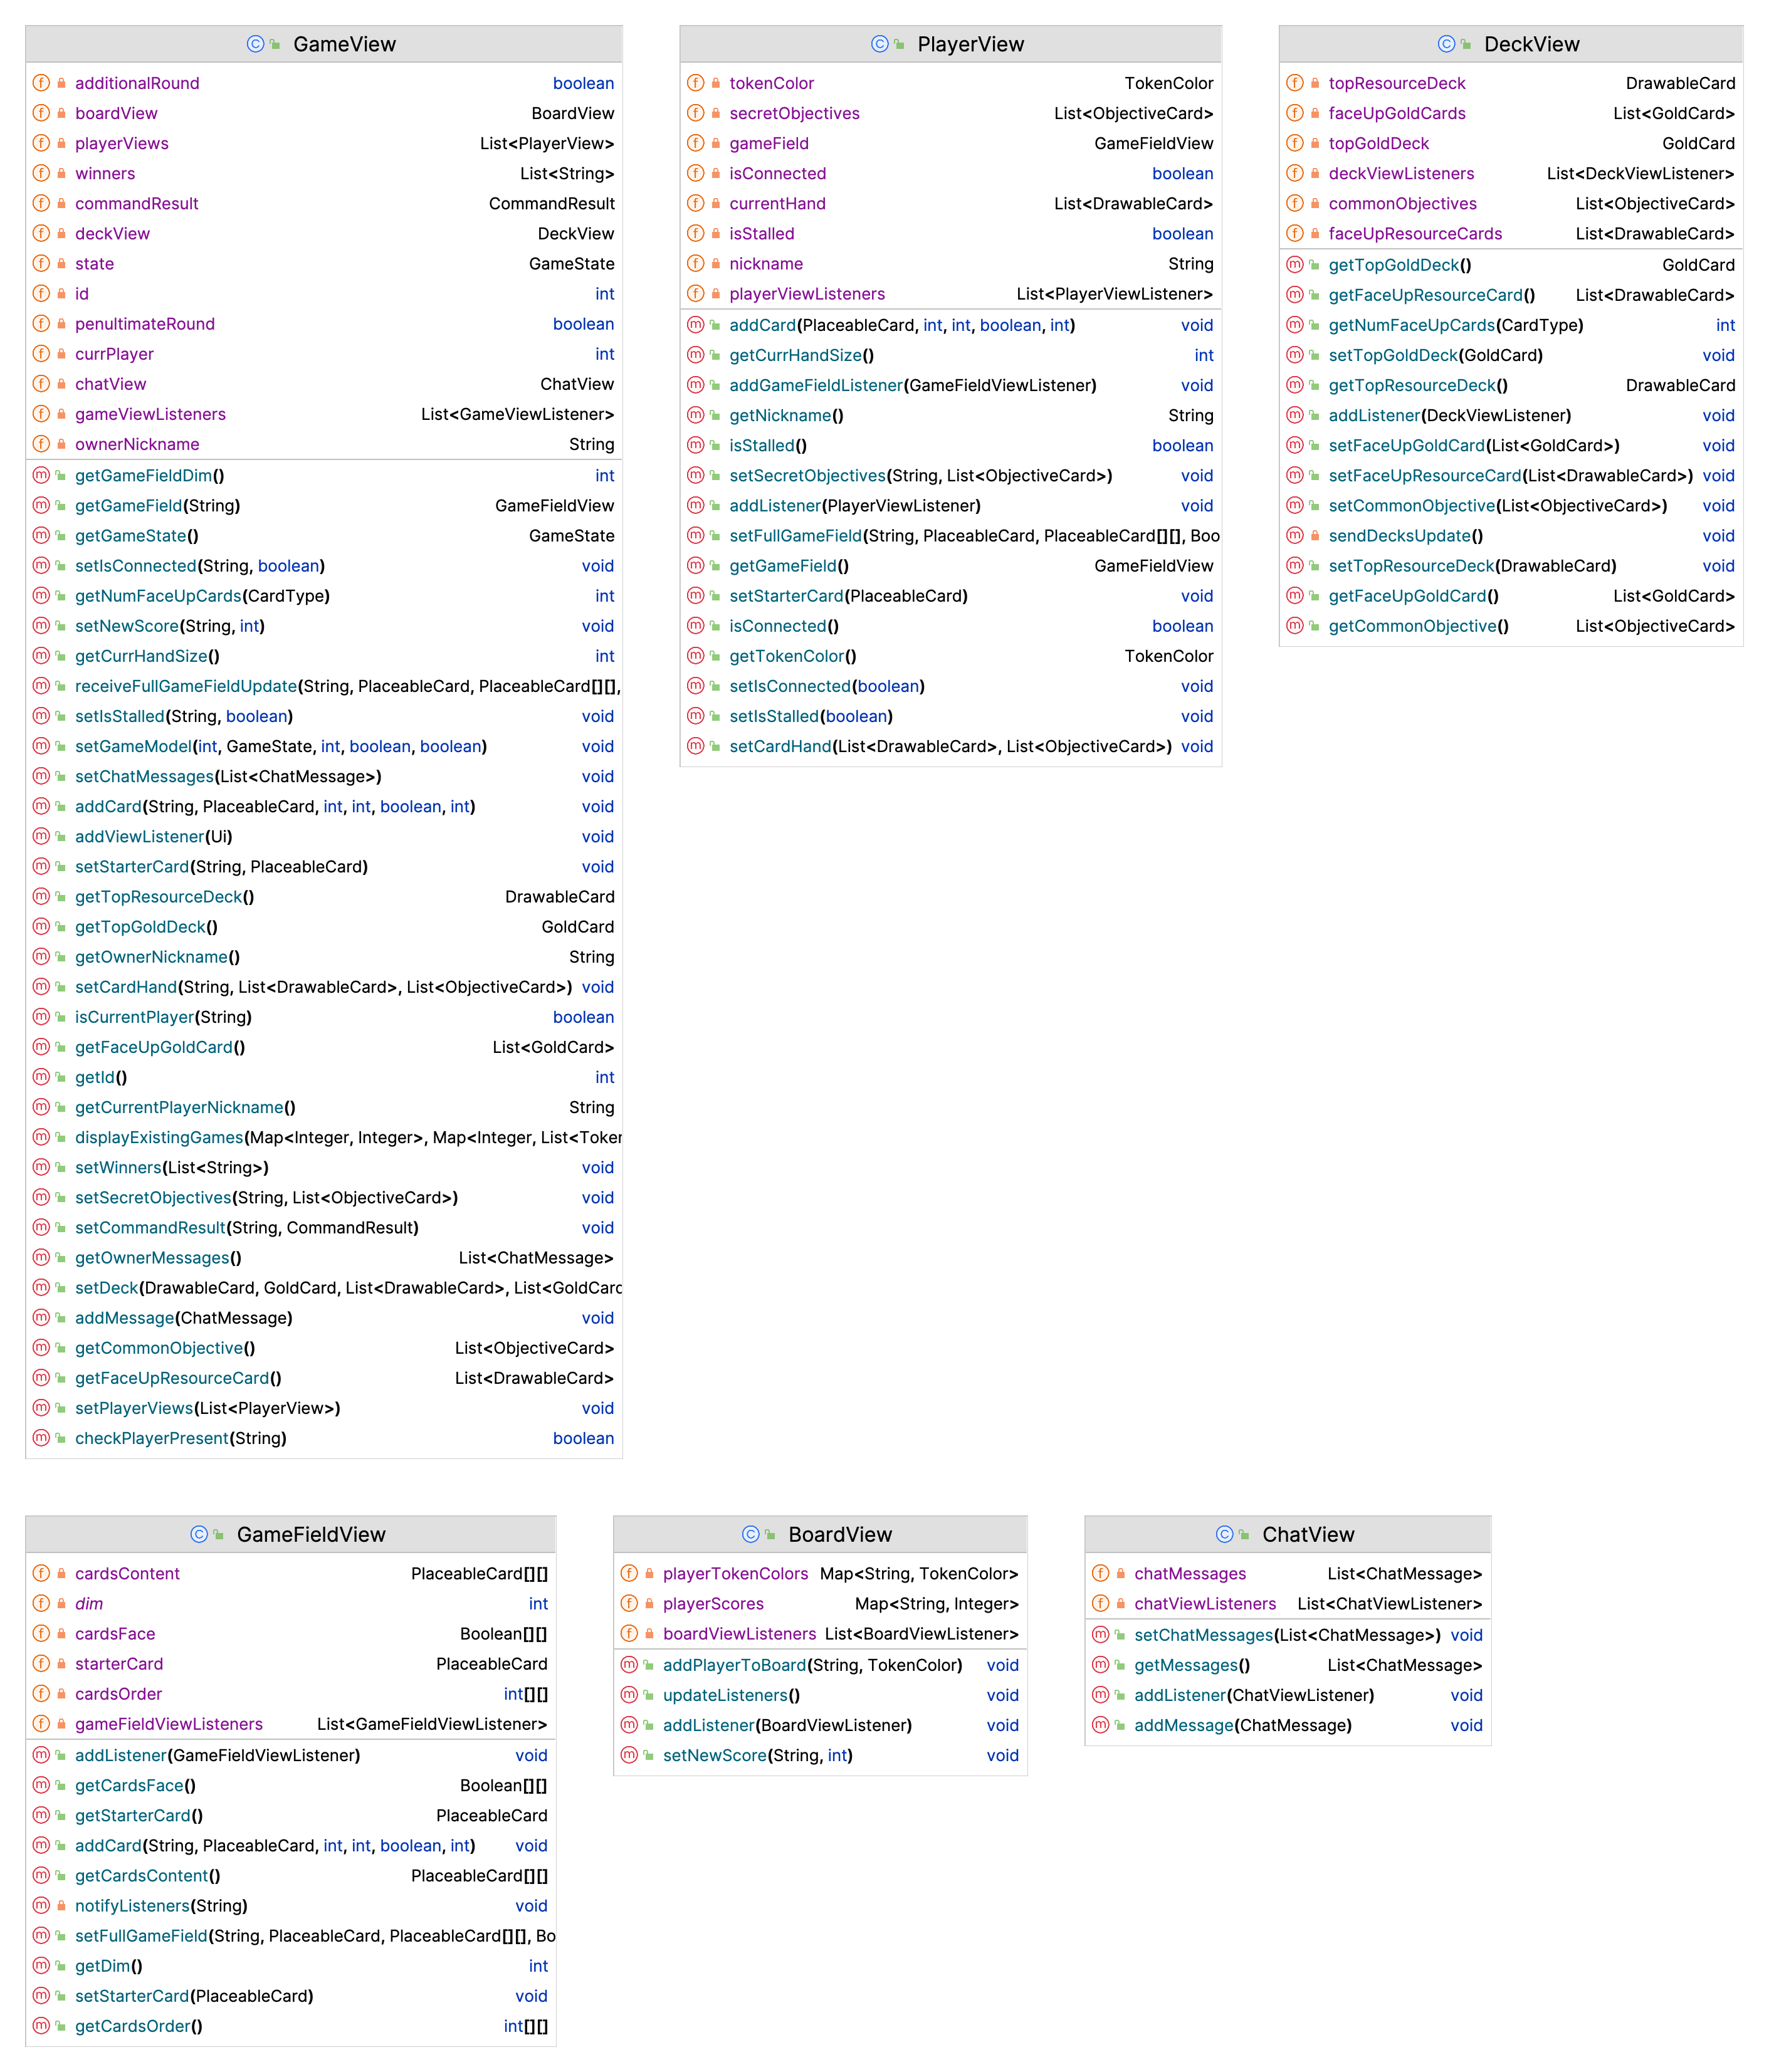 GameView
additionalRound boolean
boardView BoardView
playerViews List<PlayerView>
winners List<String>
commandResult CommandResult
deckView DeckView
state GameState
id int
penultimateRound boolean
currPlayer int
chatView ChatView
gameViewListeners List<GameViewListener>
ownerNickname String
getGameFieldDim() int
getGameField(String) GameFieldView
getGameState() GameState
setIsConnected(String, boolean) void
getNumFaceUpCards(CardType) int
setNewScore(String, int) void
getCurrHandSize() int
receiveFullGameFieldUpdate(String, PlaceableCard, PlaceableCard[][],
setIsStalled(String, boolean) void
setGameModel(int, GameState, int, boolean, boolean) void
setChatMessages(List<ChatMessage>) void
addCard(String, PlaceableCard, int, int, boolean, int) void
addViewListener(Ui) void
setStarterCard(String, PlaceableCard) void
getTopResourceDeck() DrawableCard
getTopGoldDeck() GoldCard
getOwnerNickname() String
setCardHand(String, List<DrawableCard>, List<ObjectiveCard>) void
isCurrentPlayer(String) boolean
getFaceUpGoldCard() List<GoldCard>
getId() int
getCurrentPlayerNickname() String
displayExistingGames(Map<Integer, Integer>, Map<Integer, List<Token
setWinners(List<String>) void
setSecretObjectives(String, List<ObjectiveCard>) void
setCommandResult(String, CommandResult) void
getOwnerMessages() List<ChatMessage>
setDeck(DrawableCard, GoldCard, List<DrawableCard>, List<GoldCard
addMessage(ChatMessage) void
getCommonObjective() List<ObjectiveCard>
getFaceUpResourceCard() List<DrawableCard>
setPlayerViews(List<PlayerView>) void
checkPlayerPresent(String) boolean
PlayerView
tokenColor TokenColor
secretObjectives List<ObjectiveCard>
gameField GameFieldView
isConnected boolean
currentHand List<DrawableCard>
isStalled boolean
nickname String
playerViewListeners List<PlayerViewListener>
addCard(PlaceableCard, int, int, boolean, int) void
getCurrHandSize() int
addGameFieldListener(GameFieldViewListener) void
getNickname() String
isStalled() boolean
setSecretObjectives(String, List<ObjectiveCard>) void
addListener(PlayerViewListener) void
setFullGameField(String, PlaceableCard, PlaceableCard[][], Boo
getGameField() GameFieldView
setStarterCard(PlaceableCard) void
isConnected() boolean
getTokenColor() TokenColor
setIsConnected(boolean) void
setIsStalled(boolean) void
setCardHand(List<DrawableCard>, List<ObjectiveCard>) void
DeckView
topResourceDeck DrawableCard
faceUpGoldCards List<GoldCard>
topGoldDeck GoldCard
deckViewListeners List<DeckViewListener>
commonObjectives List<ObjectiveCard>
faceUpResourceCards List<DrawableCard>
getTopGoldDeck() GoldCard
getFaceUpResourceCard() List<DrawableCard>
getNumFaceUpCards(CardType) int
setTopGoldDeck(GoldCard) void
getTopResourceDeck() DrawableCard
addListener(DeckViewListener) void
setFaceUpGoldCard(List<GoldCard>) void
setFaceUpResourceCard(List<DrawableCard>) void
setCommonObjective(List<ObjectiveCard>) void
sendDecksUpdate() void
setTopResourceDeck(DrawableCard) void
getFaceUpGoldCard() List<GoldCard>
getCommonObjective() List<ObjectiveCard>
GameFieldView
cardsContent PlaceableCard[][]
dim int
cardsFace Boolean[][]
starterCard PlaceableCard
cardsOrder int[][]
gameFieldViewListeners List<GameFieldViewListener>
addListener(GameFieldViewListener) void
getCardsFace() Boolean[][]
getStarterCard() PlaceableCard
addCard(String, PlaceableCard, int, int, boolean, int) void
getCardsContent() PlaceableCard[][]
notifyListeners(String) void
setFullGameField(String, PlaceableCard, PlaceableCard[][], Bo
getDim() int
setStarterCard(PlaceableCard) void
getCardsOrder() int[][]
BoardView
playerTokenColors Map<String, TokenColor>
playerScores Map<String, Integer>
boardViewListeners List<BoardViewListener>
addPlayerToBoard(String, TokenColor) void
updateListeners() void
addListener(BoardViewListener) void
setNewScore(String, int) void
ChatView
chatMessages List<ChatMessage>
chatViewListeners List<ChatViewListener>
setChatMessages(List<ChatMessage>) void
getMessages() List<ChatMessage>
addListener(ChatViewListener) void
addMessage(ChatMessage) void